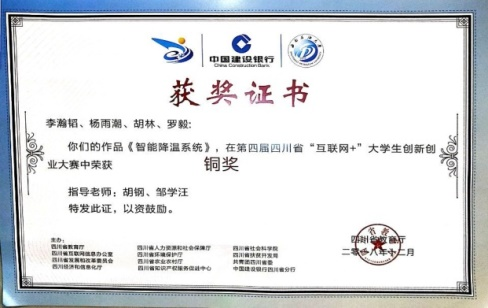 中国建设银行
China Construction Bank
获奖证书
李瀚韬、杨雨潮、胡林、罗毅:
你们的作品《智能降温系统》，在第四届四川省“互联网+”大学生创新创
业大赛中荣获 铜奖
指导老师：胡钢、邹学汪
特发此证，以资鼓励。
主办：
四川省教育厅 四川省人力资源和社会保障厅 四川省社会科学院
四川省互联网信息办公室 四川省环境保护厅 四川省扶贫开发局
四川省发展和改革委员会 四川省农业农村厅 共青团四川省委
四川省经济和信息化厅 四川省知识产权服务促进中心 中国建设银行四川省分行
四川省教育厅
二〇一八年十二月